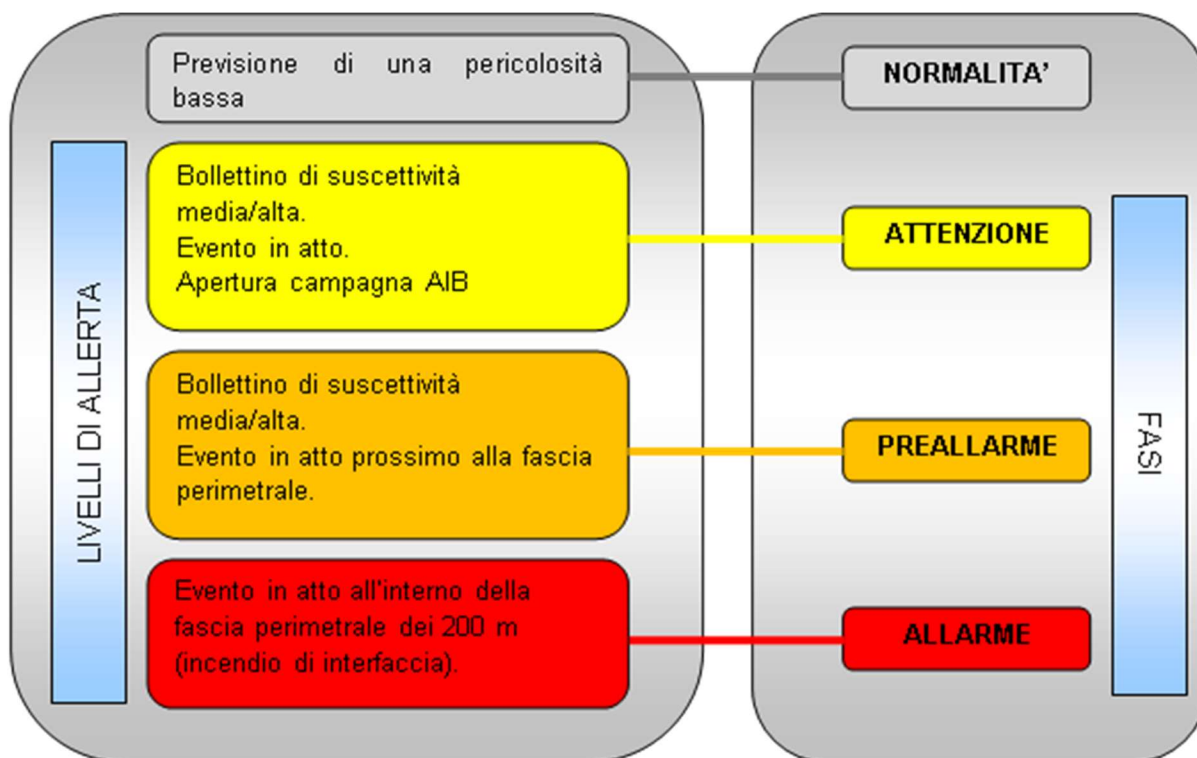 Previsione di una pericolosità
bassa
NORMALITA'
LIVELLI DI ALLERTA
Bollettino di suscettività
media/alta.
Evento in atto.
Apertura campagna AIB
ATTENZIONE
Bollettino di suscettività
media/alta.
Evento in atto prossimo alla fascia
perimetrale.
PREALLARME
FASI
Evento in atto all'interno della
fascia perimetrale dei 200 m
(incendio di interfaccia).
ALLARME